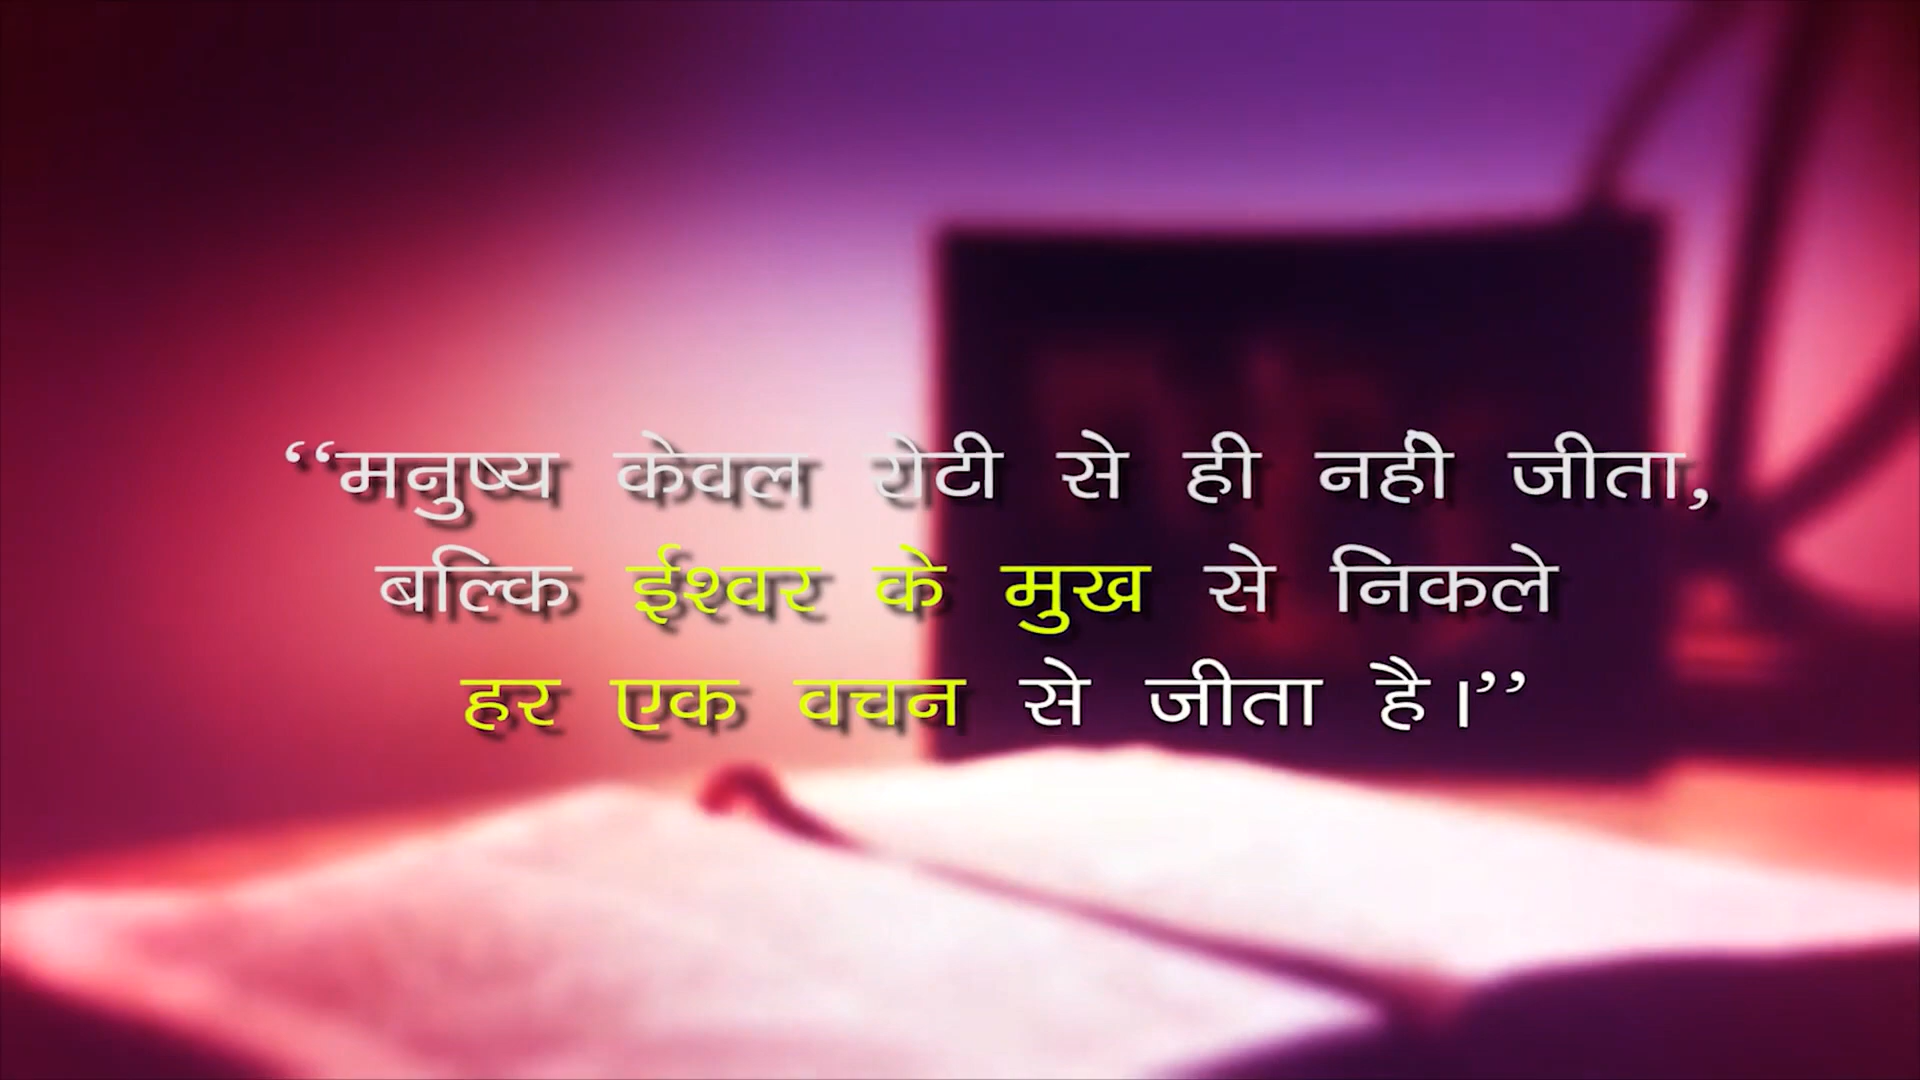 “मनुष्य केवल रोटी से ही नहीं जीता,
बल्कि ईश्वर के मुख से निकले
हर एक वचन से जीता है।”